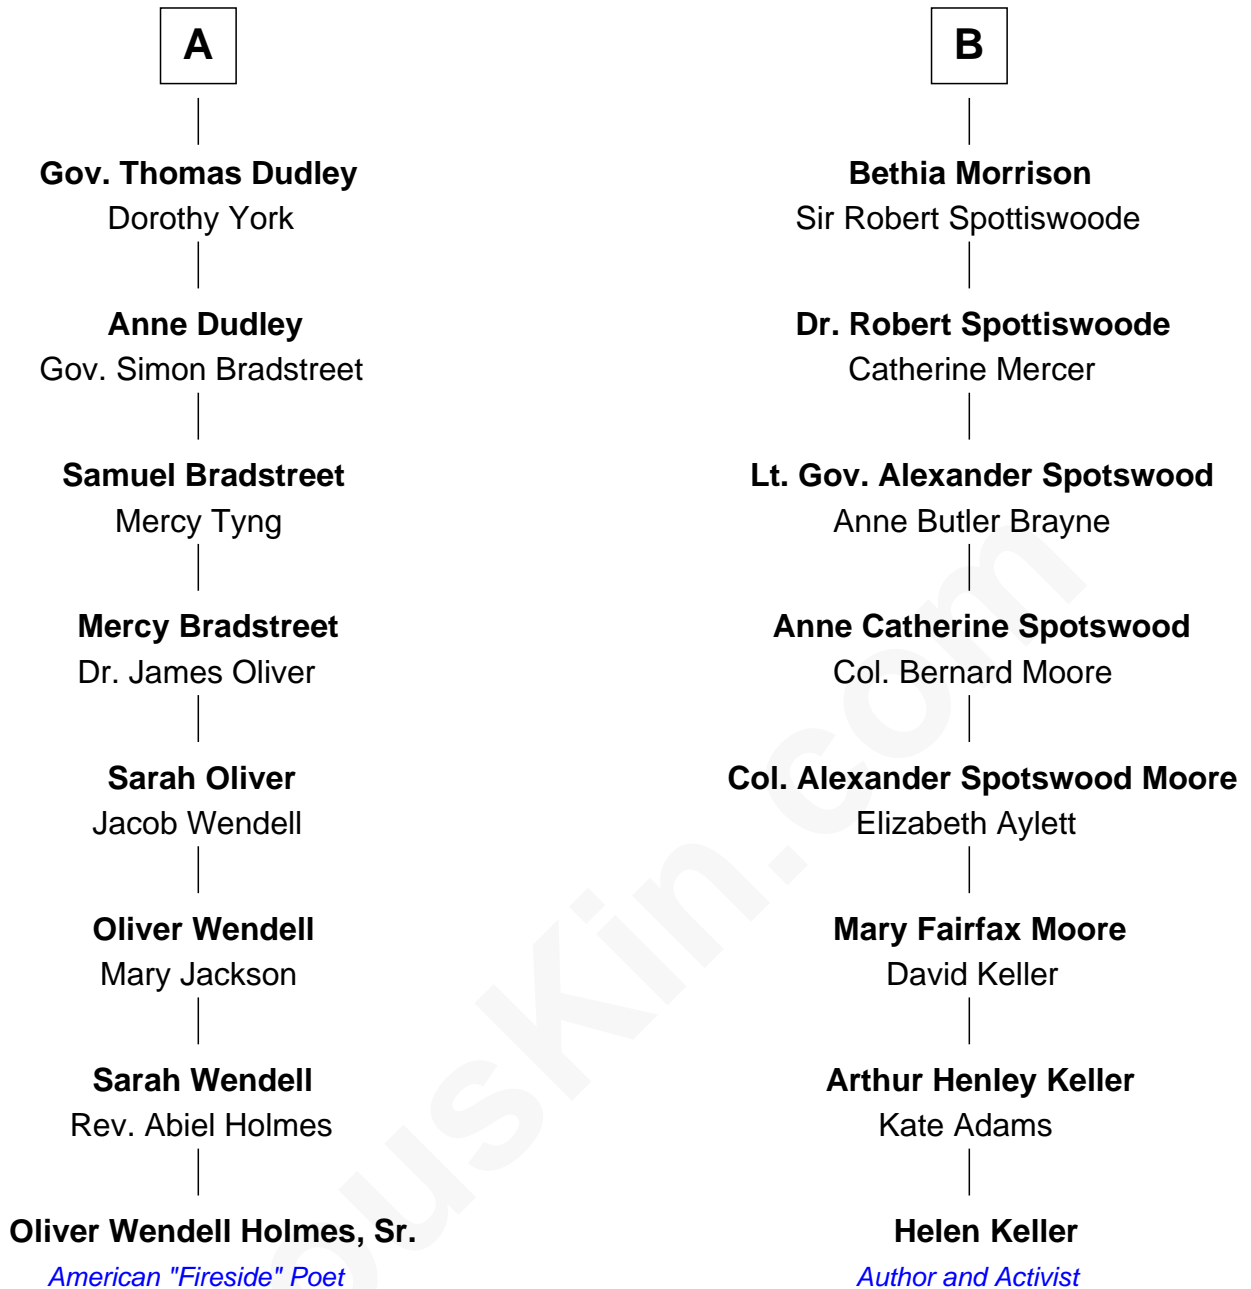 A
Gov. Thomas Dudley
Dorothy York
Anne Dudley
Gov. Simon Bradstreet
Samuel Bradstreet
Mercy Tyng
Mercy Bradstreet
Dr. James Oliver
Sarah Oliver
Jacob Wendell
Oliver Wendell
Mary Jackson
Sarah Wendell
Rev. Abiel Holmes
Oliver Wendell Holmes, Sr.
American "Fireside" Poet
B
Bethia Morrison
Sir Robert Spottiswoode
Dr. Robert Spottiswoode
Catherine Mercer
Lt. Gov. Alexander Spotswood
Anne Butler Brayne
Anne Catherine Spotswood
Col. Bernard Moore
Col. Alexander Spotswood Moore
Elizabeth Aylett
Mary Fairfax Moore
David Keller
Arthur Henley Keller
Kate Adams
Helen Keller
Author and Activist
ousKin.com